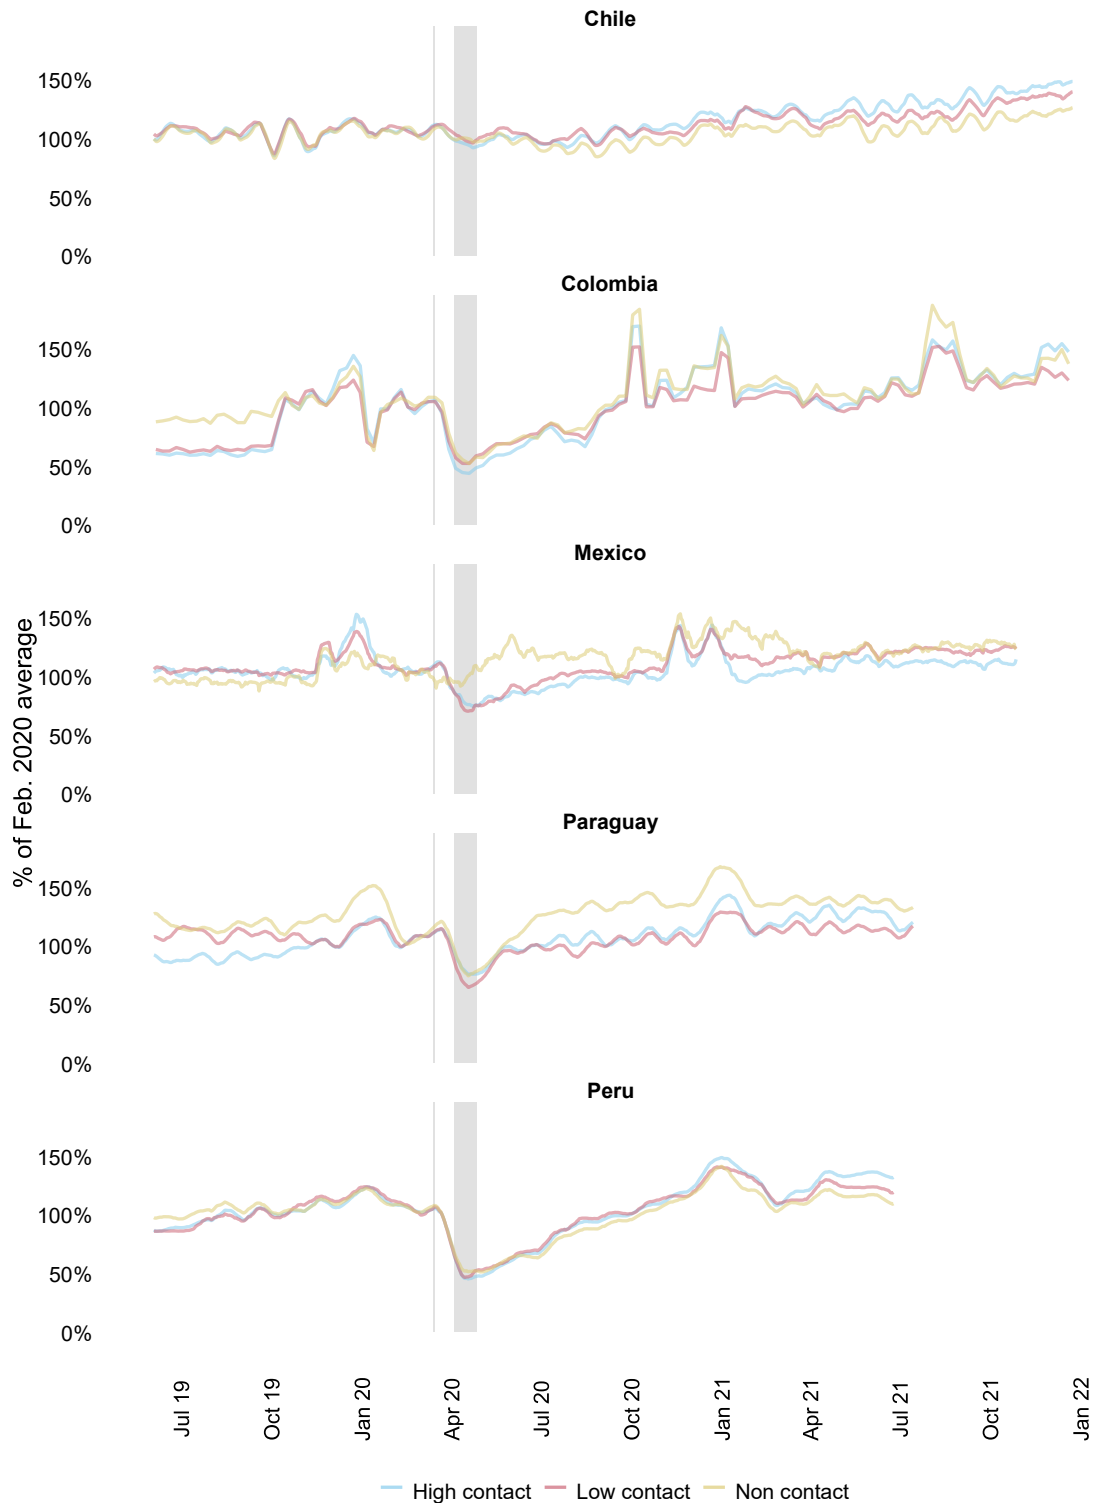 Chile
150%
100%
50%
0%
Colombia
150%
100%
50%
0%
Mexico
150%
100%
50%
0%
% of Feb. 2020 average
Paraguay
150%
100%
50%
0%
Peru
150%
100%
50%
0%
Jul 19 Oct 19 Jan 20 Apr 20 Jul 20 Oct 20 Jan 21 Apr 21 Jul 21 Oct 21 Jan 22
High contact Low contact Non contact